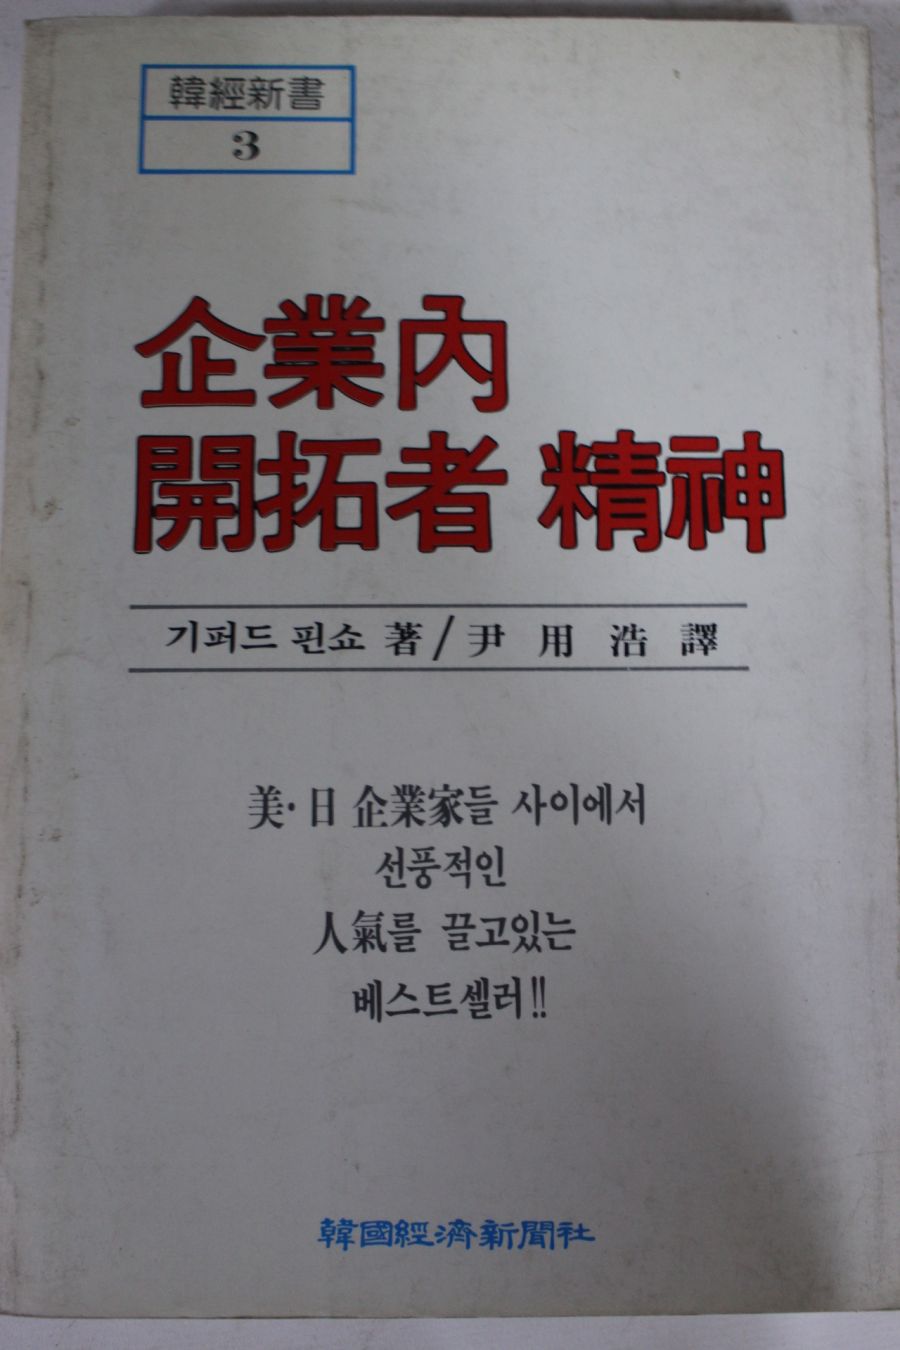 韓經新書
3
企業內
開拓者 精神
기퍼드 핀쇼 著 / 尹用浩 譯
美·日 企業家들 사이에서
선풍적인
人氣를 끌고있는
베스트셀러!!
韓國經濟新聞社